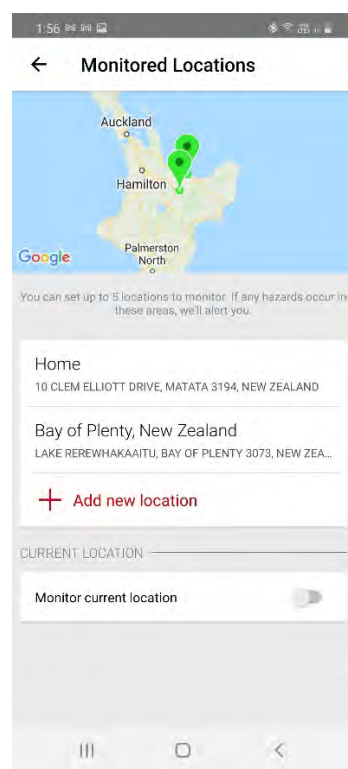 1:56
Monitored Locations
Auckland
Hamilton
Palmerston
North
Google
You can set up to 5 locations to monitor. If any hazards occur in
these areas, we'll alert you.
Home
10 CLEM ELLIOTT DRIVE, MATATA 3194, NEW ZEALAND
Bay of Plenty, New Zealand
LAKE REREWHAKAAITU, BAY OF PLENTY 3073, NEW ZEA...
Add new location
CURRENT LOCATION
Monitor current location